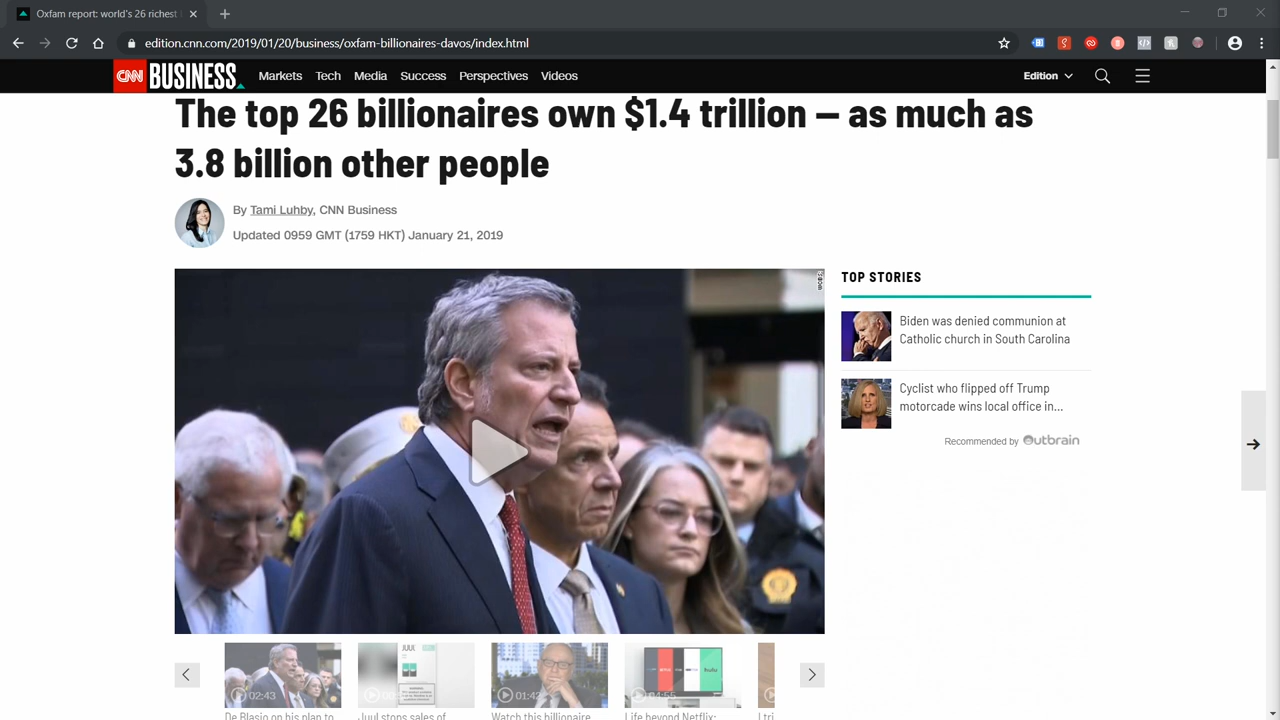 Oxfam report: world's 26 richest
edition.cnn.com/2019/01/20/business/oxfam-billionaires-davos/index.html
CNN BUSINESS Markets Tech Media Success Perspectives Videos Edition
The top 26 billionaires own $1.4 trillion — as much as
3.8 billion other people
By Tami Luhby, CNN Business
Updated 0959 GMT (1759 HKT) January 21, 2019
TOP STORIES
Biden was denied communion at
Catholic church in South Carolina
Cyclist who flipped off Trump
motorcade wins local office in...
Recommended by Outbrain
02:43
De Blasio on his plan to
JUUL
Juul stops sales of
Watch this billionaire
hulu
Life beyond Netflix:
I tri